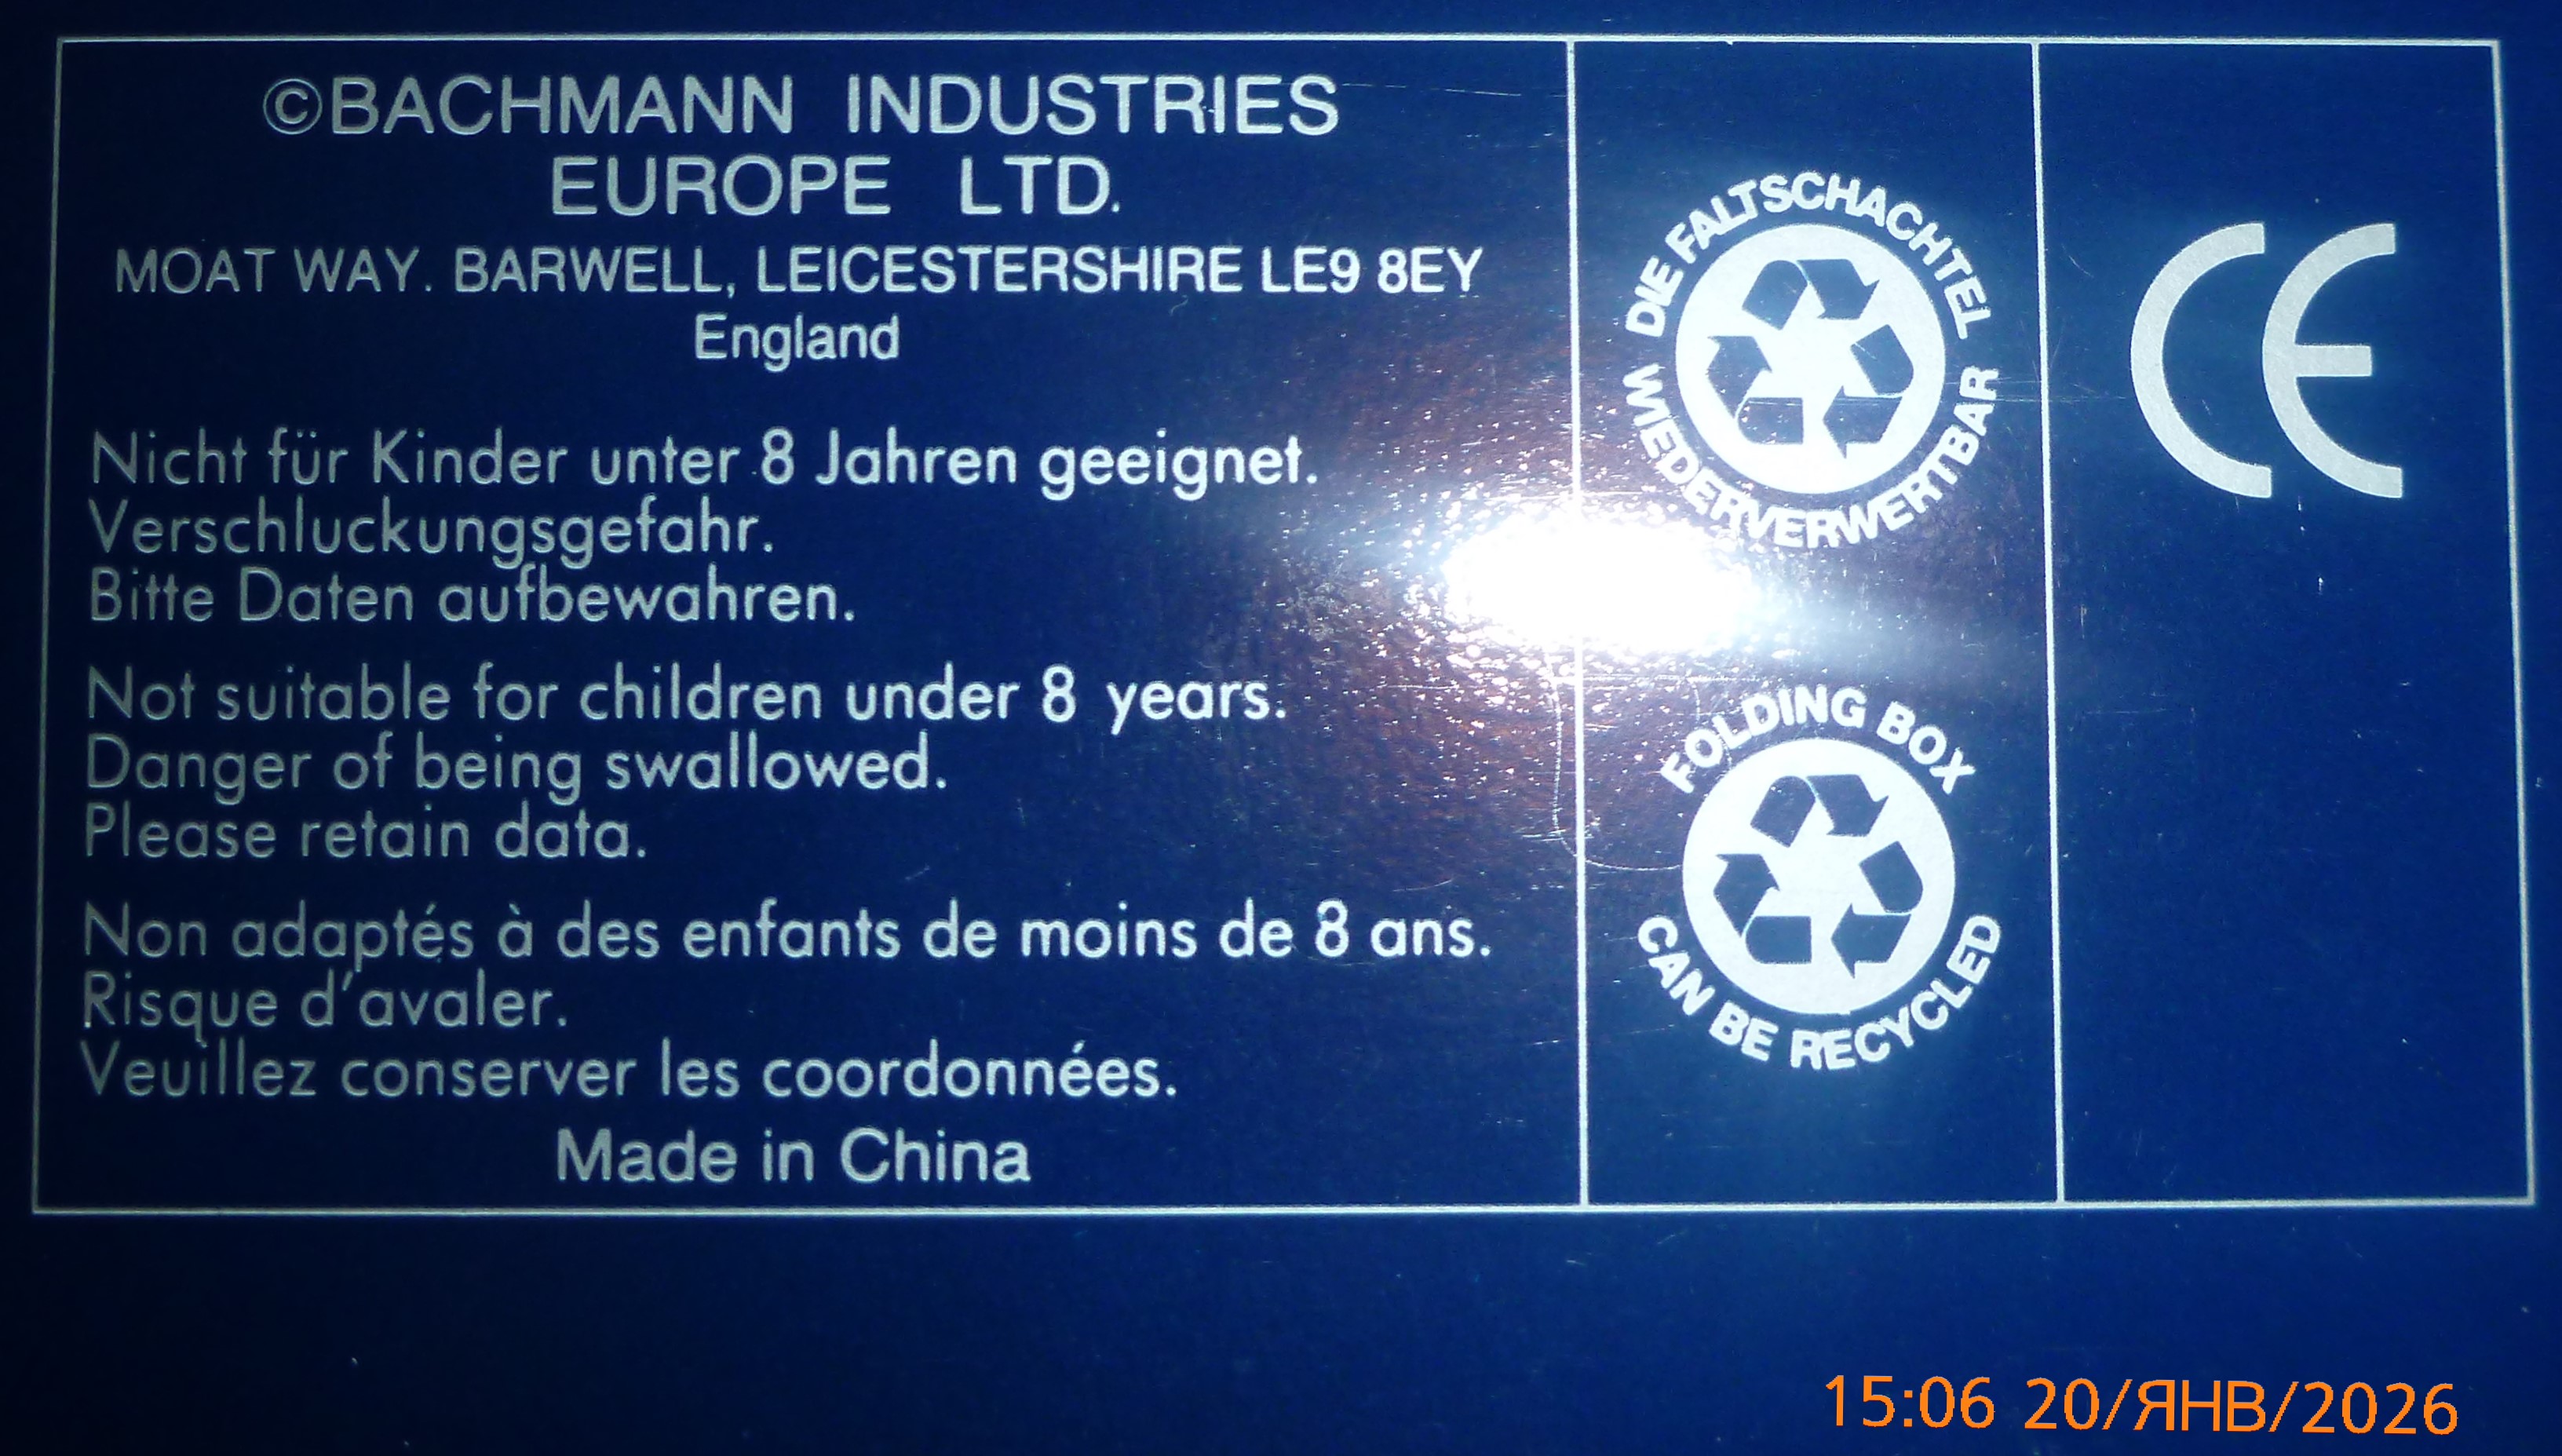 ©BACHMANN INDUSTRIES
EUROPE LTD.
MOAT WAY. BARWELL, LEICESTERSHIRE LE9 8EY
England
Nicht für Kinder unter 8 Jahren geeignet.
Verschluckungsgefahr.
Bitte Daten aufbewahren.
Not suitable for children under 8 years.
Danger of being swallowed.
Please retain data.
Non adaptés à des enfants de moins de 8 ans.
Risque d'avaler.
Veuillez conserver les coordonnées.
Made in China
DIE FALTSCHACHTEL
WIEDERVERWERTBAR
FOLDING BOX
CAN BE RECYCLED
CE
15:06 20/ЯНВ/2026